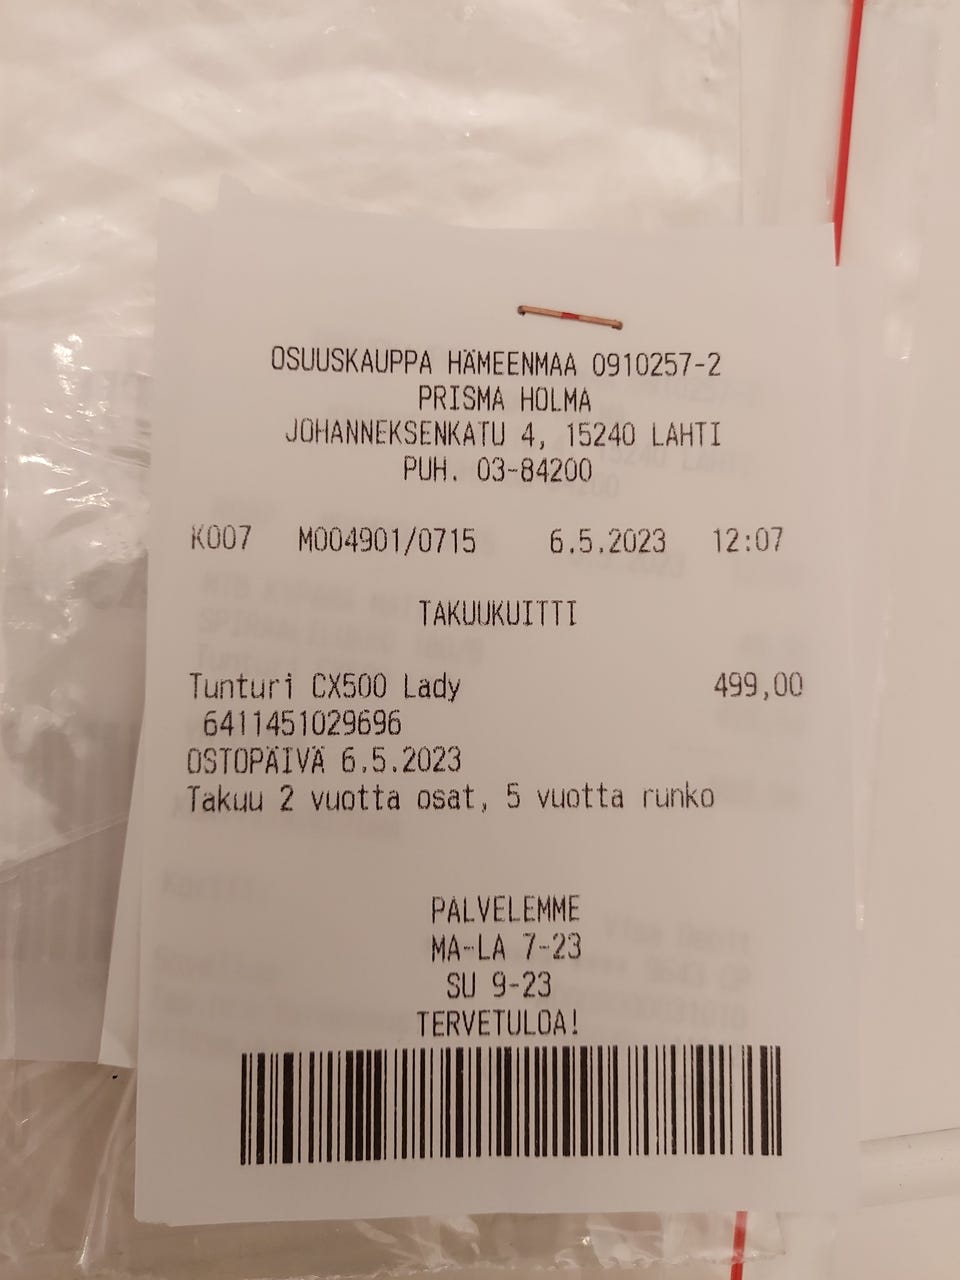 OSUUSKAUPPA HÄMEENMAA 0910257-2
PRISMA HOLMA
JOHANNEKSENKATU 4, 15240 LAHTI
PUH. 03-84200
K007 M004901/0715 6.5.2023 12:07
TAKUUKUITTI
Tunturi CX500 Lady 499,00
6411451029696
OSTOPÄIVÄ 6.5.2023
Takuu 2 vuotta osat, 5 vuotta runko
PALVELEMME
MA-LA 7-23
SU 9-23
TERVETULOA!